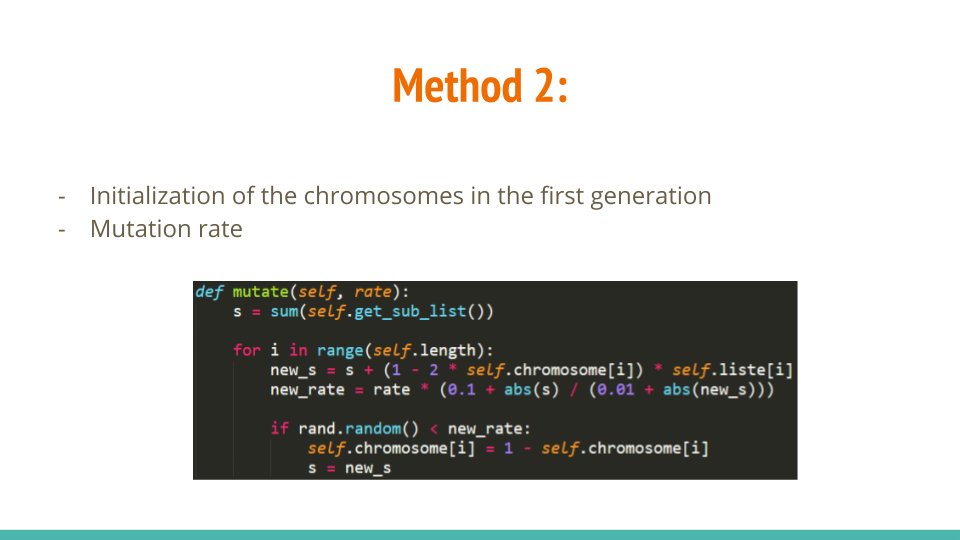 Method 2:
- Initialization of the chromosomes in the first generation
- Mutation rate
def mutate(self, rate):
    s = sum(self.get_sub_list())
    for i in range(self.length):
        new_s = s + (1 - 2 * self.chromosome[i]) * self.liste[i]
        new_rate = rate * (0.1 + abs(s) / (0.01 + abs(new_s)))
        if rand.random() < new_rate:
            self.chromosome[i] = 1 - self.chromosome[i]
            s = new_s